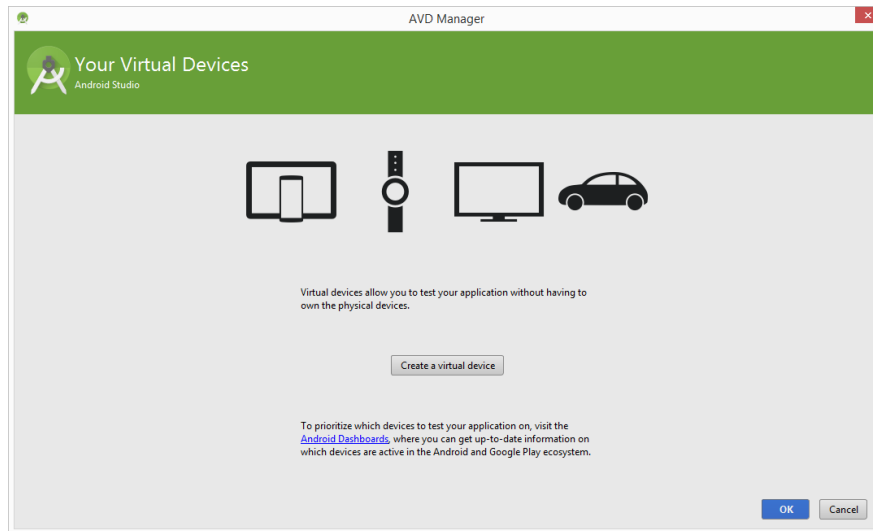 AVD Manager
Your Virtual Devices
Android Studio
Virtual devices allow you to test your application without having to
own the physical devices.
Create a virtual device
To prioritize which devices to test your application on, visit the
Android Dashboards, where you can get up-to-date information on
which devices are active in the Android and Google Play ecosystem.
OK
Cancel